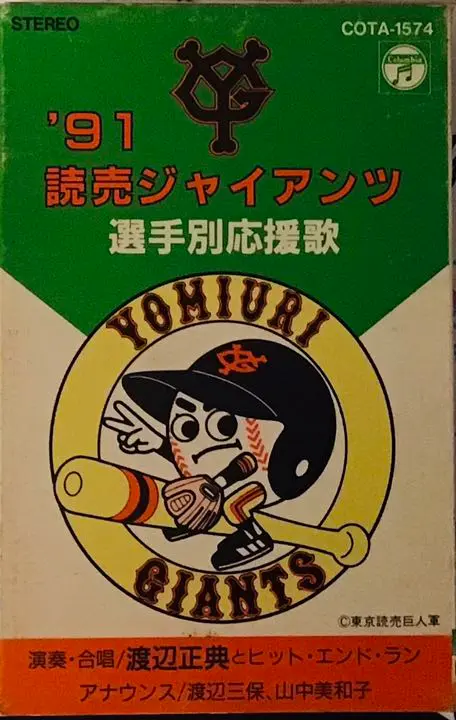 STEREO
COTA-1574
YG
Columbia
'91
読売ジャイアンツ
選手別応援歌
YOMIURI
YG
GIANTS
©東京読売巨人軍
演奏・合唱/渡辺正典とヒット・エンド・ラン
アナウンス/渡辺三保、山中美和子